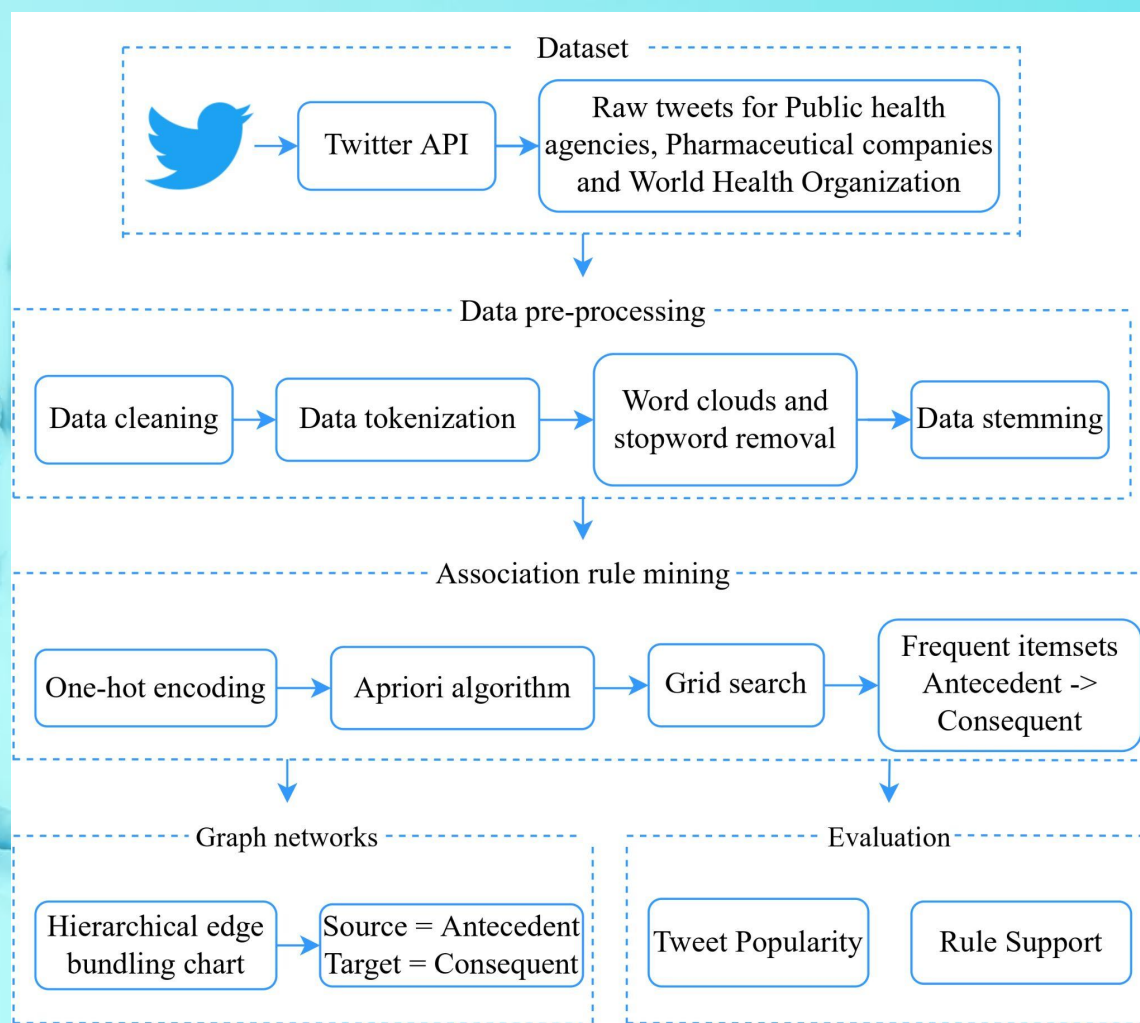 Dataset
Twitter API
Raw tweets for Public health
agencies, Pharmaceutical companies
and World Health Organization
Data pre-processing
Data cleaning
Data tokenization
Word clouds and
stopword removal
Data stemming
Association rule mining
One-hot encoding
Apriori algorithm
Grid search
Frequent itemsets
Antecedent ->
Consequent
Graph networks
Hierarchical edge
bundling chart
Source = Antecedent
Target = Consequent
Evaluation
Tweet Popularity
Rule Support